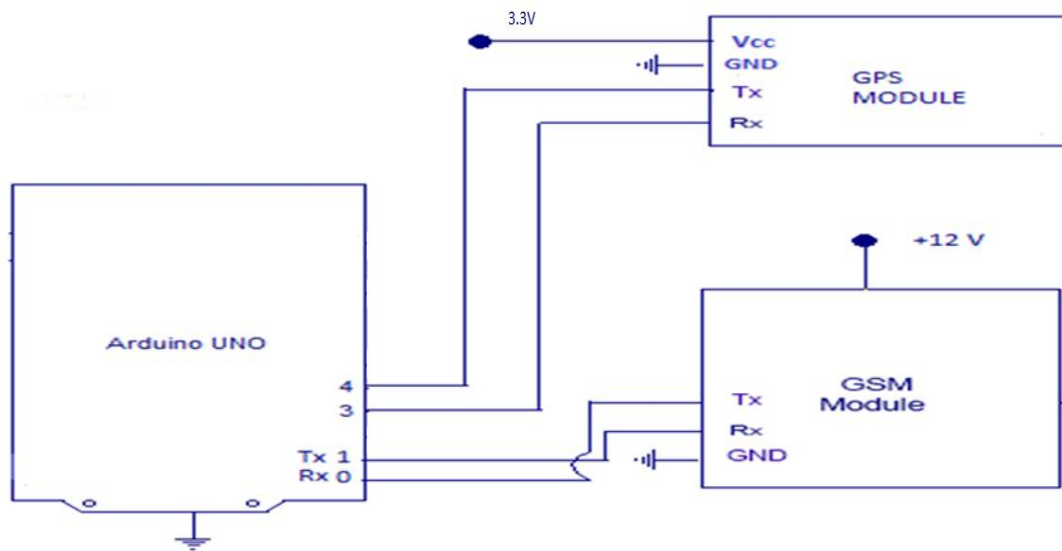 3.3V
Vcc
GND
Tx
Rx
GPS
MODULE
+12 V
Arduino UNO
4
3
Tx 1
Rx 0
Tx
Rx
GND
GSM
Module